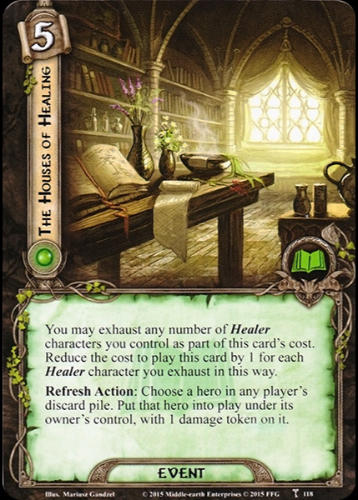 5
THE HOUSES OF HEALING
You may exhaust any number of Healer
characters you control as part of this card's cost.
Reduce the cost to play this card by 1 for each
Healer character you exhaust in this way.
Refresh Action: Choose a hero in any player's
discard pile. Put that hero into play under its
owner's control, with 1 damage token on it.
EVENT
Illus. Mariusz Gandzel © 2015 Middle-earth Enterprises © 2015 FFG 118